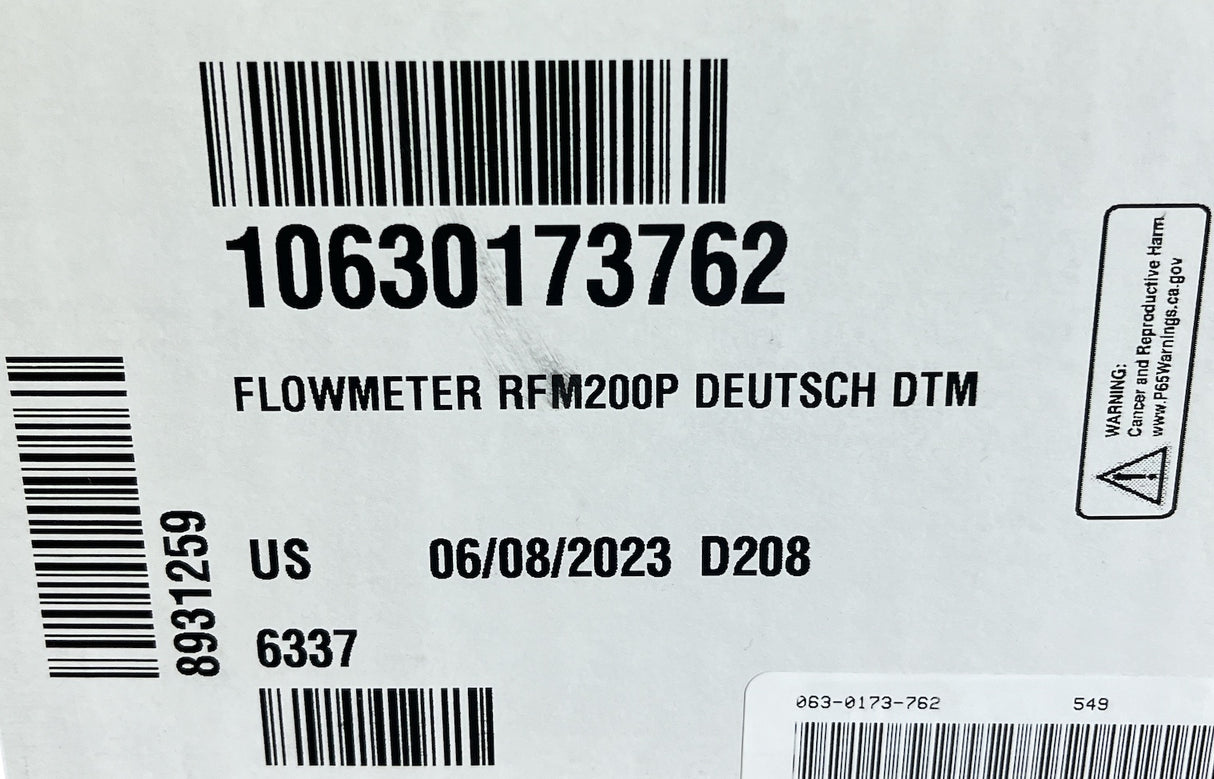 10630173762
FLOWMETER RFM200P DEUTSCH DTM
8931259
US 06/08/2023 D208
6337
WARNING:
Cancer and Reproductive Harm
www.P65Warnings.ca.gov
063-0173-762 549